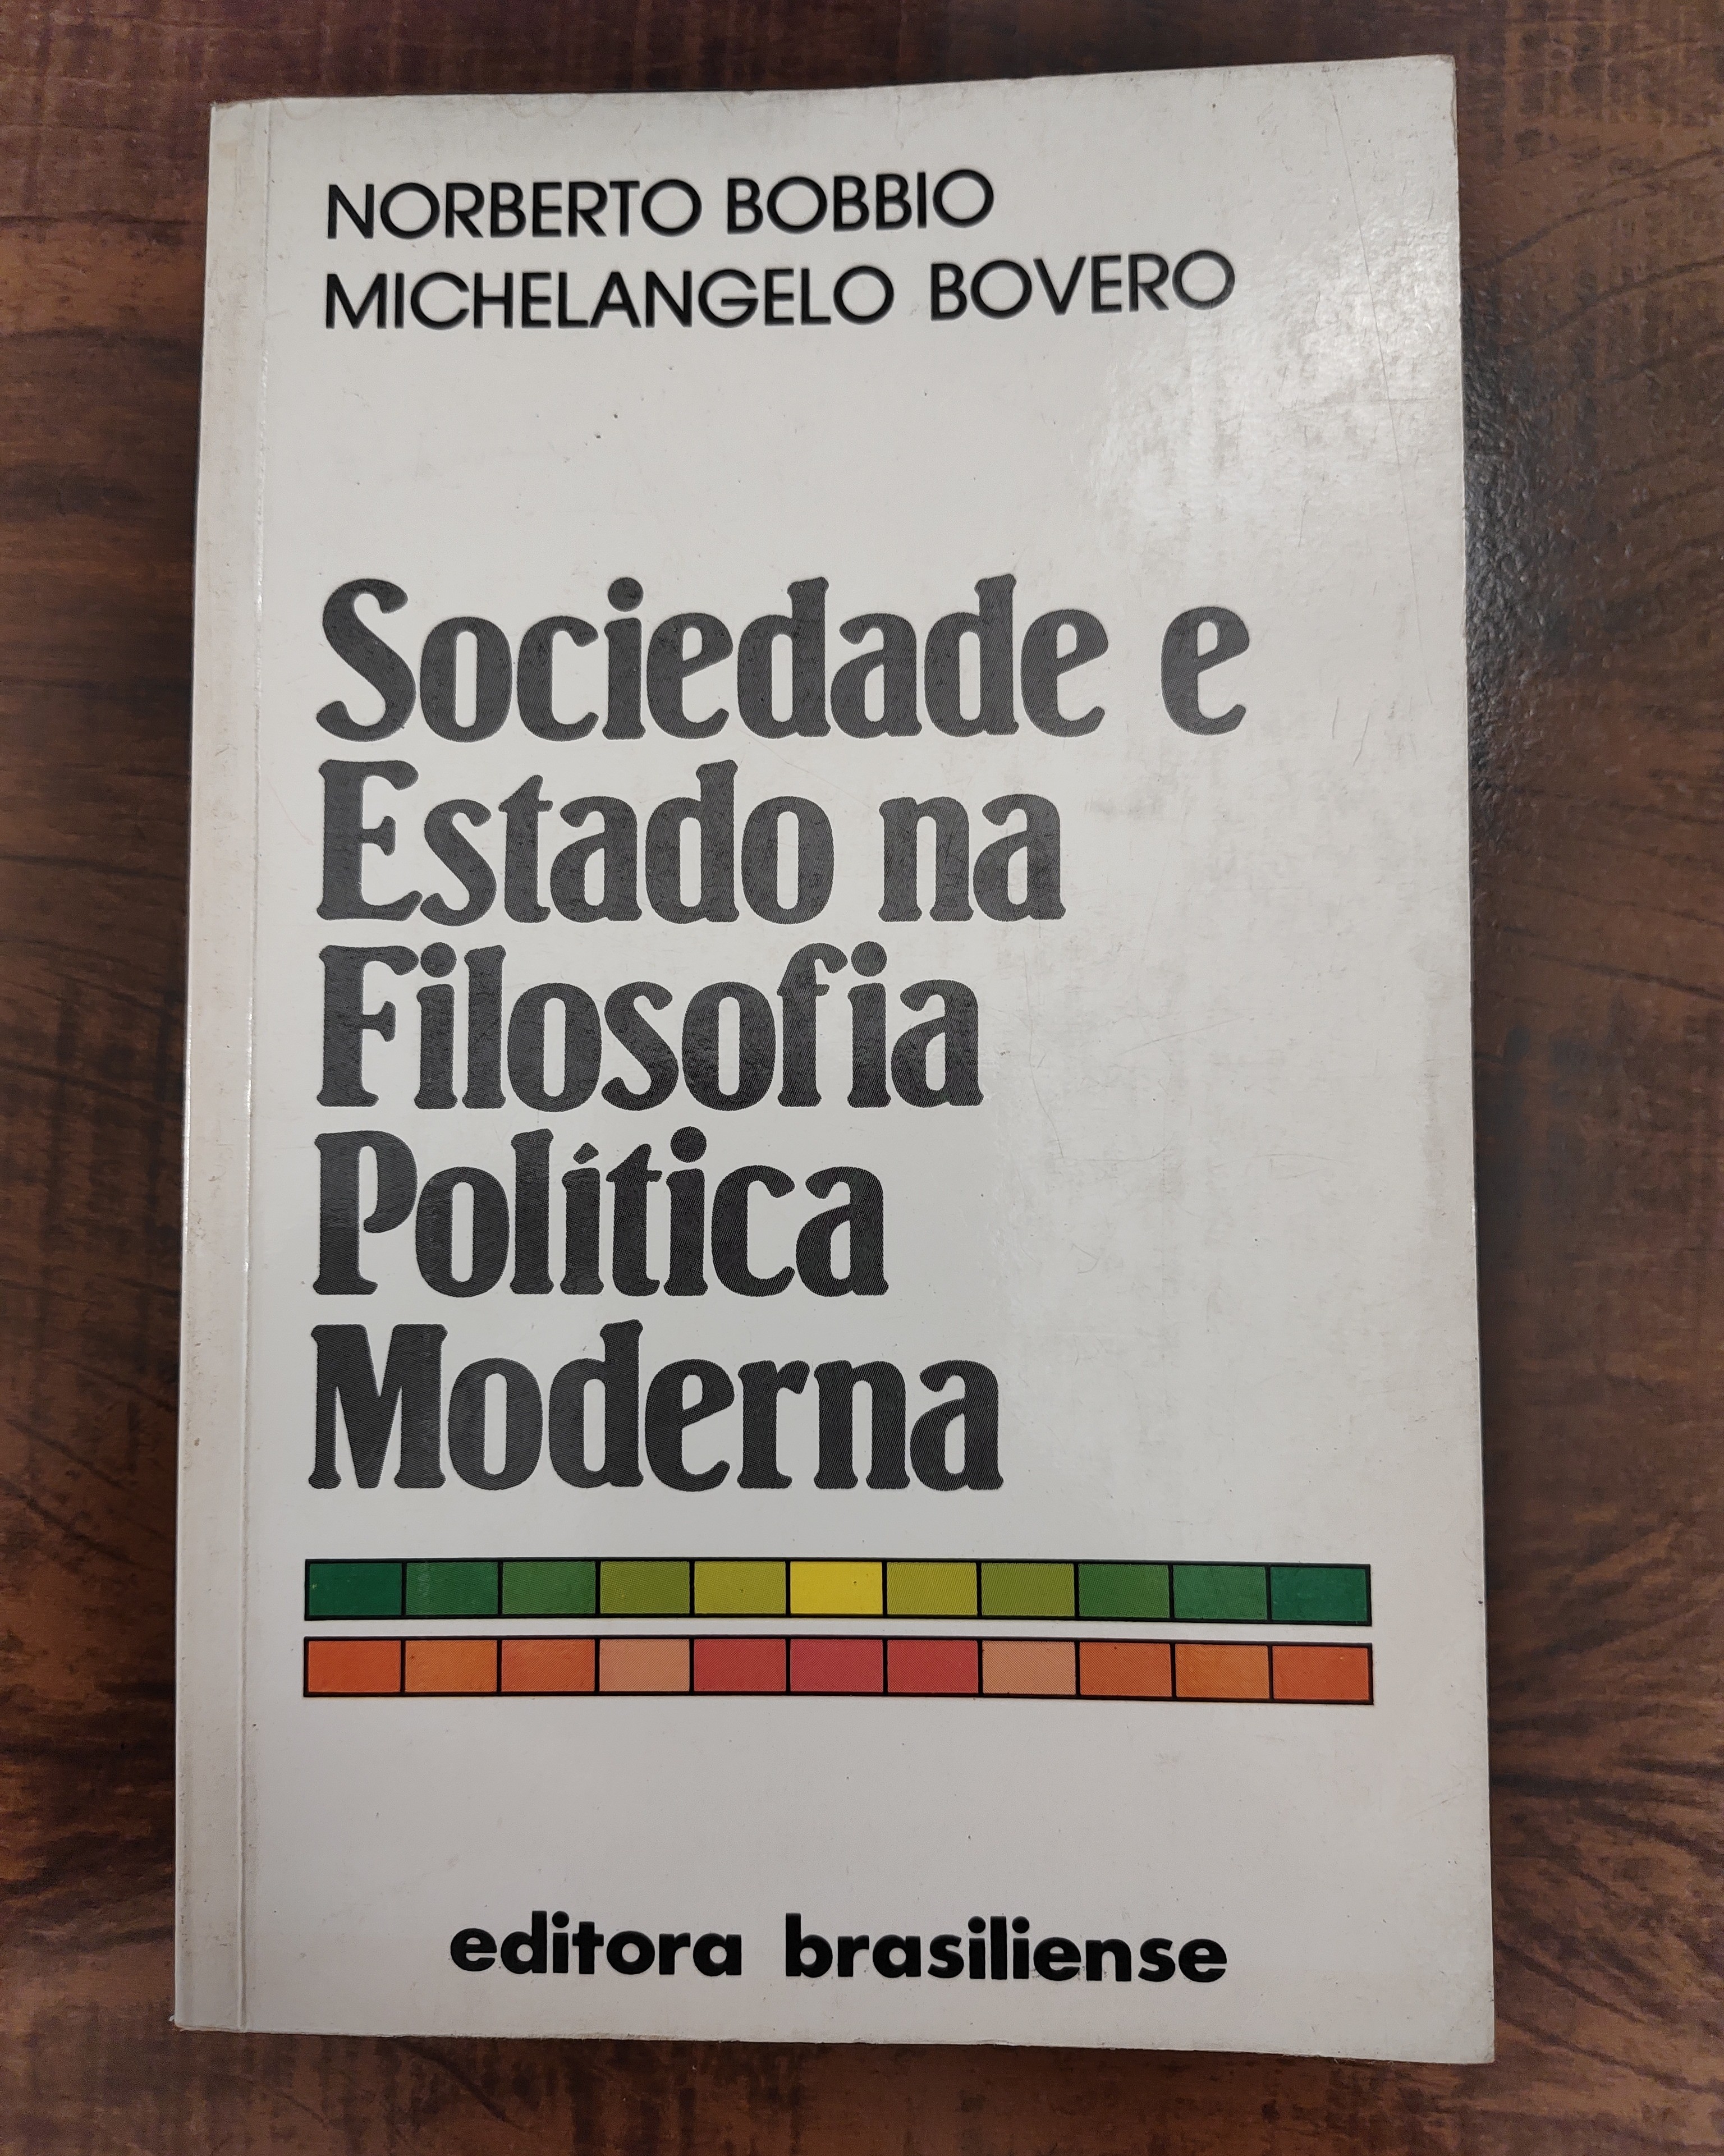 NORBERTO BOBBIO
MICHELANGELO BOVERO
Sociedade e
Estado na
Filosofia
Política
Moderna
editora brasiliense